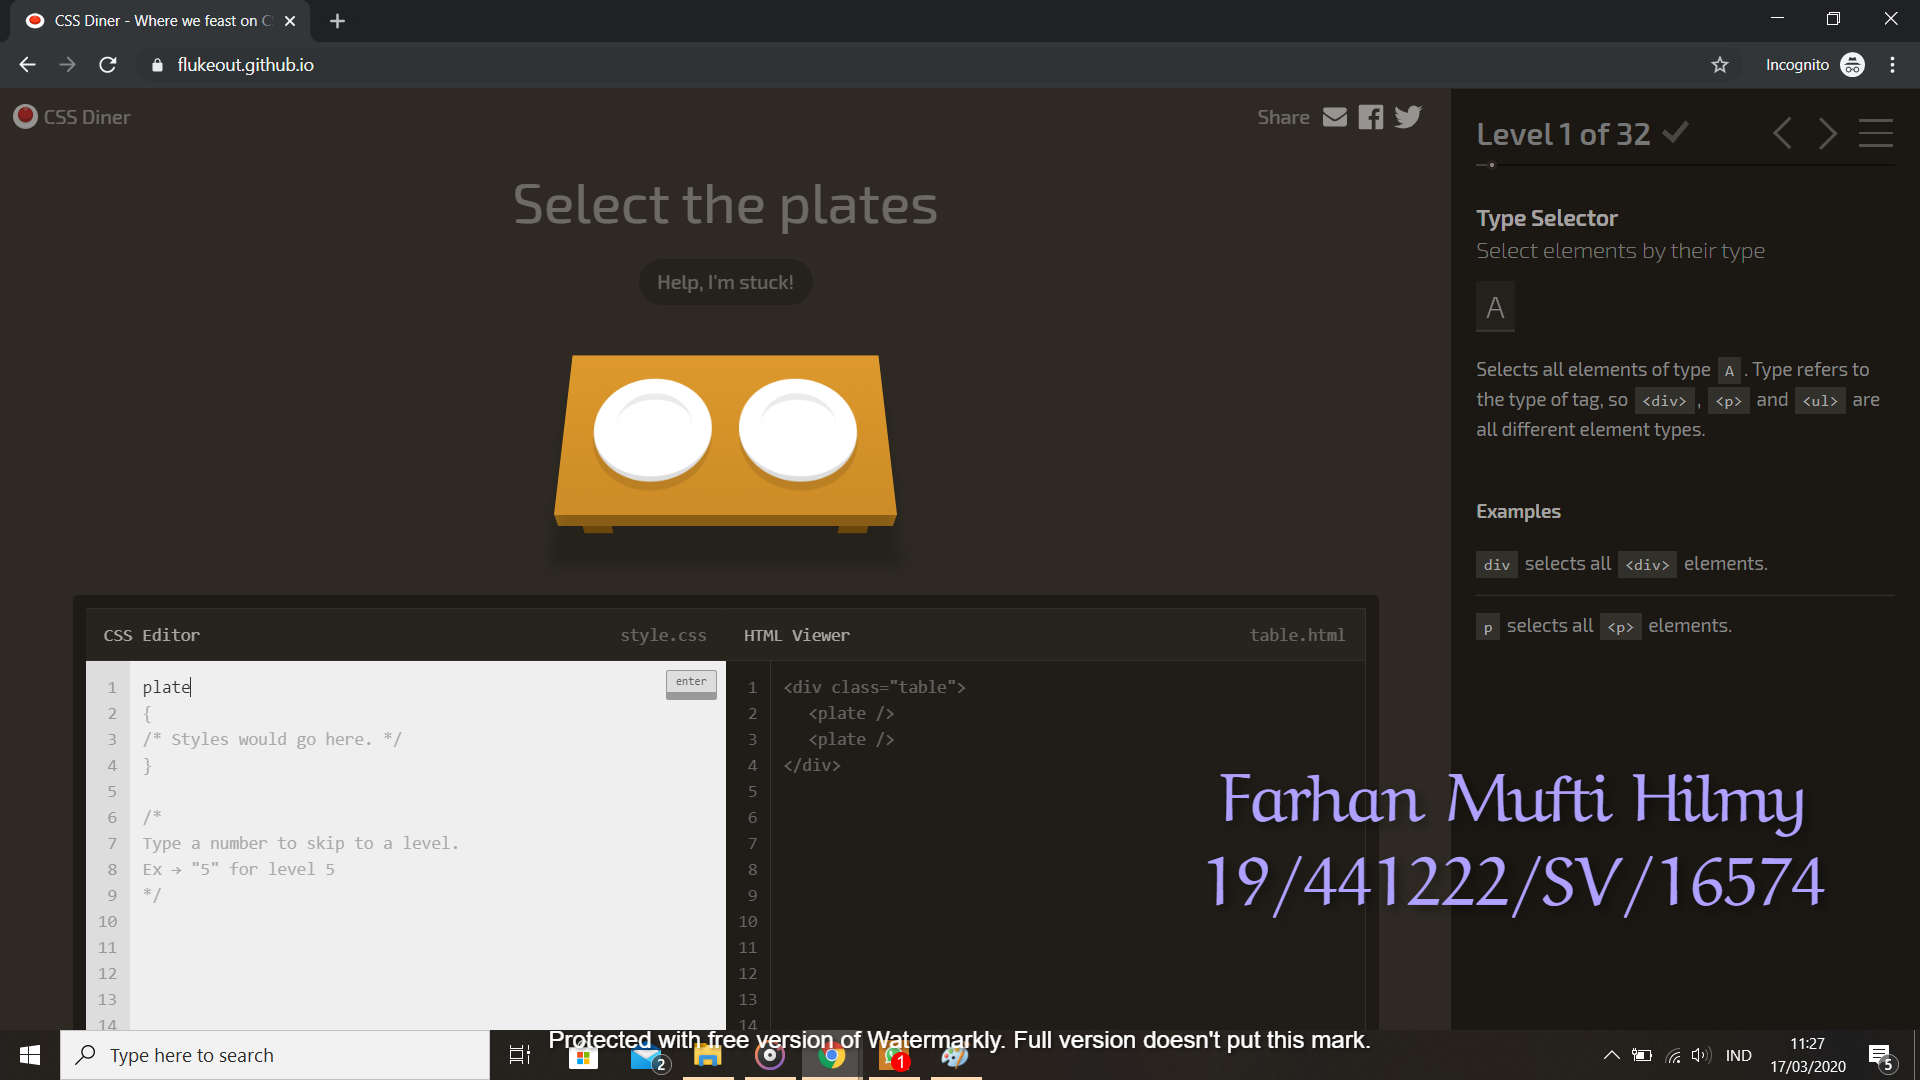 CSS Diner - Where we feast on C
flukeout.github.io
Incognito
CSS Diner
Share
Level 1 of 32
Select the plates
Help, I'm stuck!
Type Selector
Select elements by their type
A
Selects all elements of type A . Type refers to
the type of tag, so <div> , <p> and <ul> are
all different element types.
Examples
div selects all <div> elements.
p selects all <p> elements.
CSS Editor
style.css
enter
1 plate
2 {
3 /* Styles would go here. */
4 }
5
6 /*
7 Type a number to skip to a level.
8 Ex → "5" for level 5
9 */
10
11
12
13
14
HTML Viewer
table.html
1 <div class="table">
2 <plate />
3 <plate />
4 </div>
5
6
7
8
9
10
11
12
13
14
Farhan Mufti Hilmy
19/441222/SV/16574
Protected with free version of Watermarkly. Full version doesn't put this mark.
Type here to search
2
1
IND
11:27
17/03/2020
5